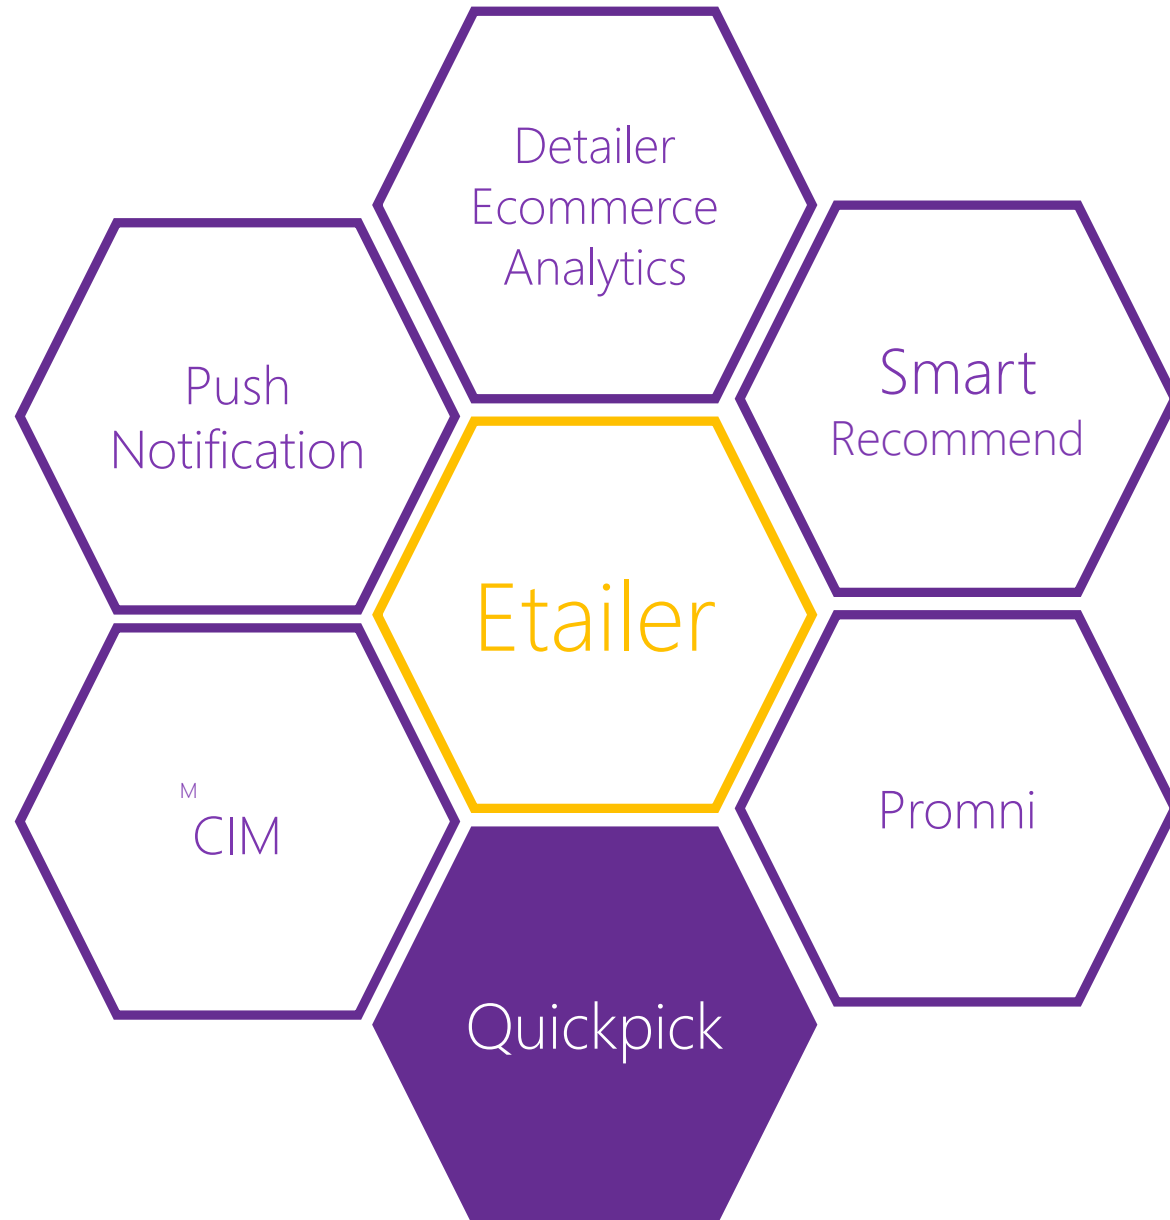 Detailer
Ecommerce
Analytics
Smart
Recommend
Push
Notification
Etailer
Promni
M
CIM
Quickpick